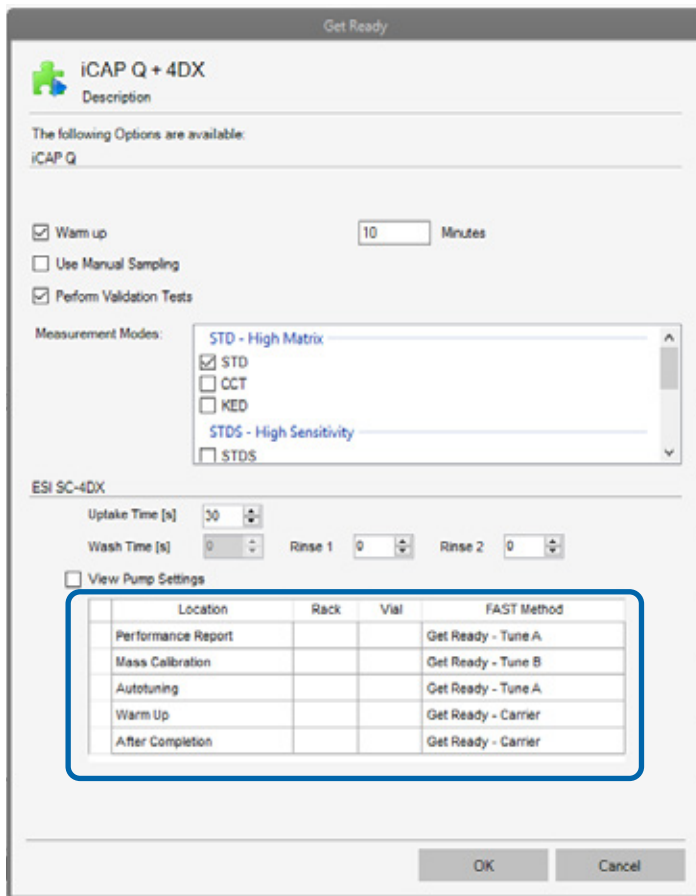 Get Ready
iCAP Q + 4DX
Description
The following Options are available:
iCAP Q
Warm up 10 Minutes
Use Manual Sampling
Perform Validation Tests
Measurement Modes: STD - High Matrix
STD
CCT
KED
STDS - High Sensitivity
STDS
ESI SC-4DX
Uptake Time [s] 30
Wash Time [s] 0 Rinse 1 0 Rinse 2 0
View Pump Settings
Location Rack Vial FAST Method
Performance Report Get Ready - Tune A
Mass Calibration Get Ready - Tune B
Autotuning Get Ready - Tune A
Warm Up Get Ready - Carrier
After Completion Get Ready - Carrier
OK Cancel